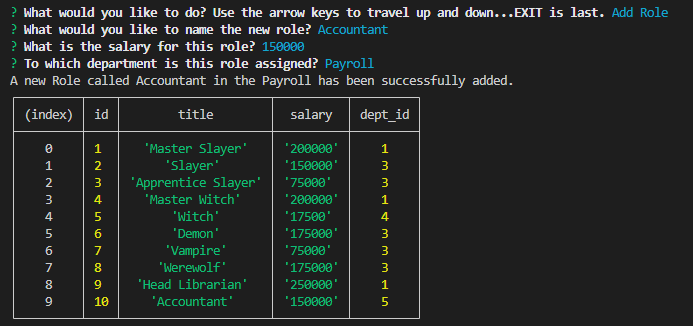 ? What would you like to do? Use the arrow keys to travel up and down...EXIT is last. Add Role
? What would you like to name the new role? Accountant
? What is the salary for this role? 150000
? To which department is this role assigned? Payroll
A new Role called Accountant in the Payroll has been successfully added.
(index) id title salary dept_id
0 1 'Master Slayer' '200000' 1
1 2 'Slayer' '150000' 3
2 3 'Apprentice Slayer' '75000' 3
3 4 'Master Witch' '200000' 1
4 5 'Witch' '17500' 4
5 6 'Demon' '175000' 3
6 7 'Vampire' '75000' 3
7 8 'Werewolf' '175000' 3
8 9 'Head Librarian' '250000' 1
9 10 'Accountant' '150000' 5